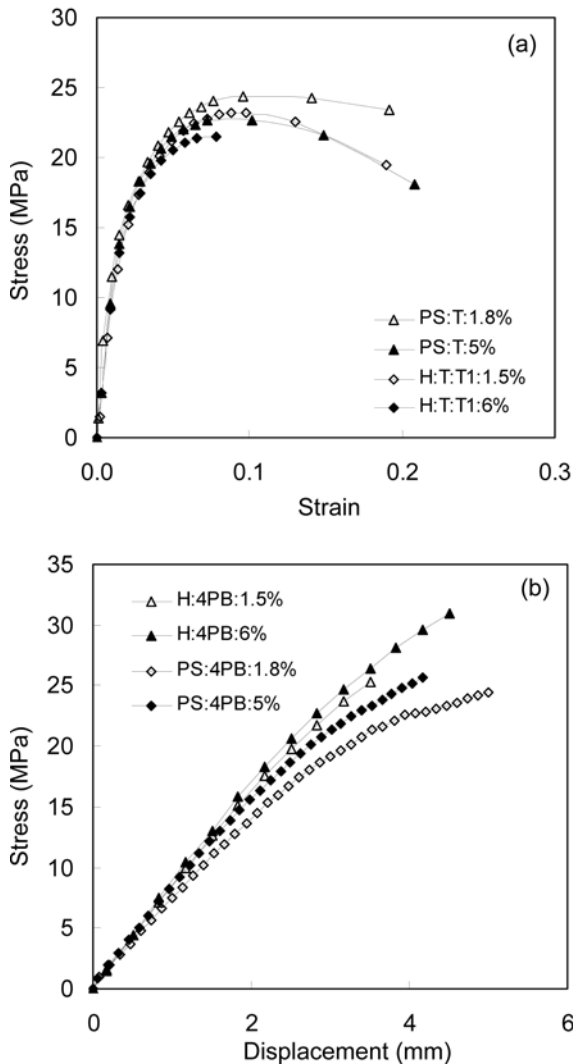 (a)
30
25
20
15
10
5
0
Stress (MPa)
PS:T:1.8%
PS:T:5%
H:T:T1:1.5%
H:T:T1:6%
0.0 0.1 0.2 0.3
Strain
(b)
35
30
25
20
15
10
5
0
Stress (MPa)
H:4PB:1.5%
H:4PB:6%
PS:4PB:1.8%
PS:4PB:5%
0 2 4 6
Displacement (mm)